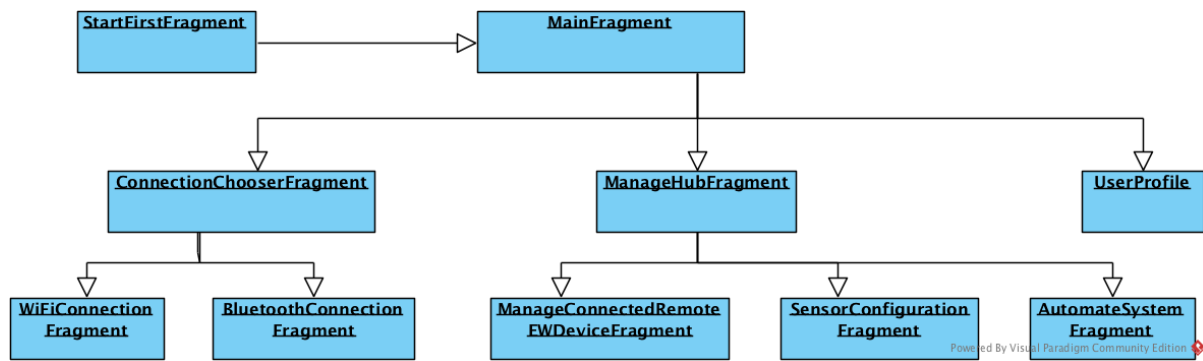 StartFirstFragment
MainFragment
ConnectionChooserFragment
ManageHubFragment
UserProfile
WiFiConnection
Fragment
BluetoothConnection
Fragment
ManageConnectedRemote
FWDeviceFragment
SensorConfiguration
Fragment
AutomateSystem
Fragment
Powered By Visual Paradigm Community Edition